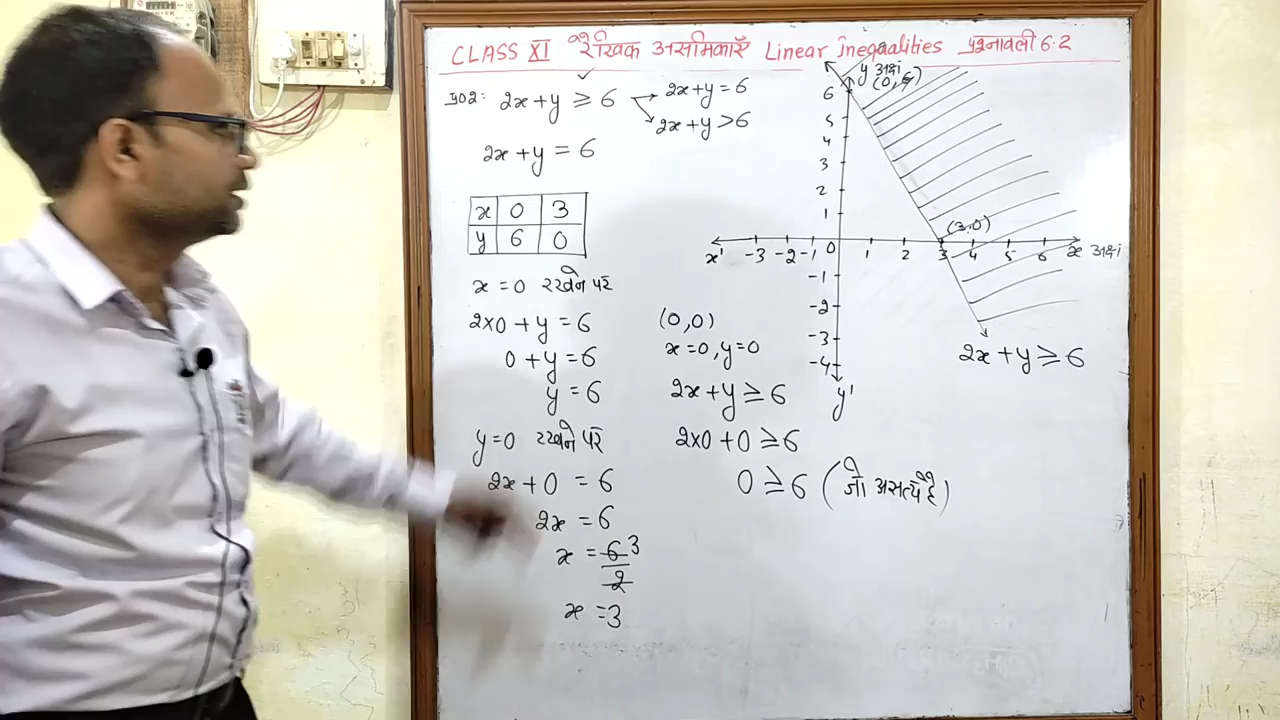 CLASS XI रैखिक असमिकाएँ Linear Inequalities प्रश्नावली 6.2
प्र02: 2x+y ≥ 6
2x+y = 6
2x+y > 6
2x+y = 6
x 0 3
y 6 0
x = 0 रखने पर
2×0 + y = 6
0 + y = 6
y = 6
y = 0 रखने पर
2x + 0 = 6
2x = 6
x = 6/2 3
x = 3
(0,0)
x=0, y=0
2x + y ≥ 6
2×0 + 0 ≥ 6
0 ≥ 6 (जो असत्य है)
y अक्ष
6
5
4
3
2
1
(3,0)
x' -3 -2 -1 0 1 2 3 4 5 6 x अक्ष
-1
-2
-3
-4
y'
2x + y ≥ 6